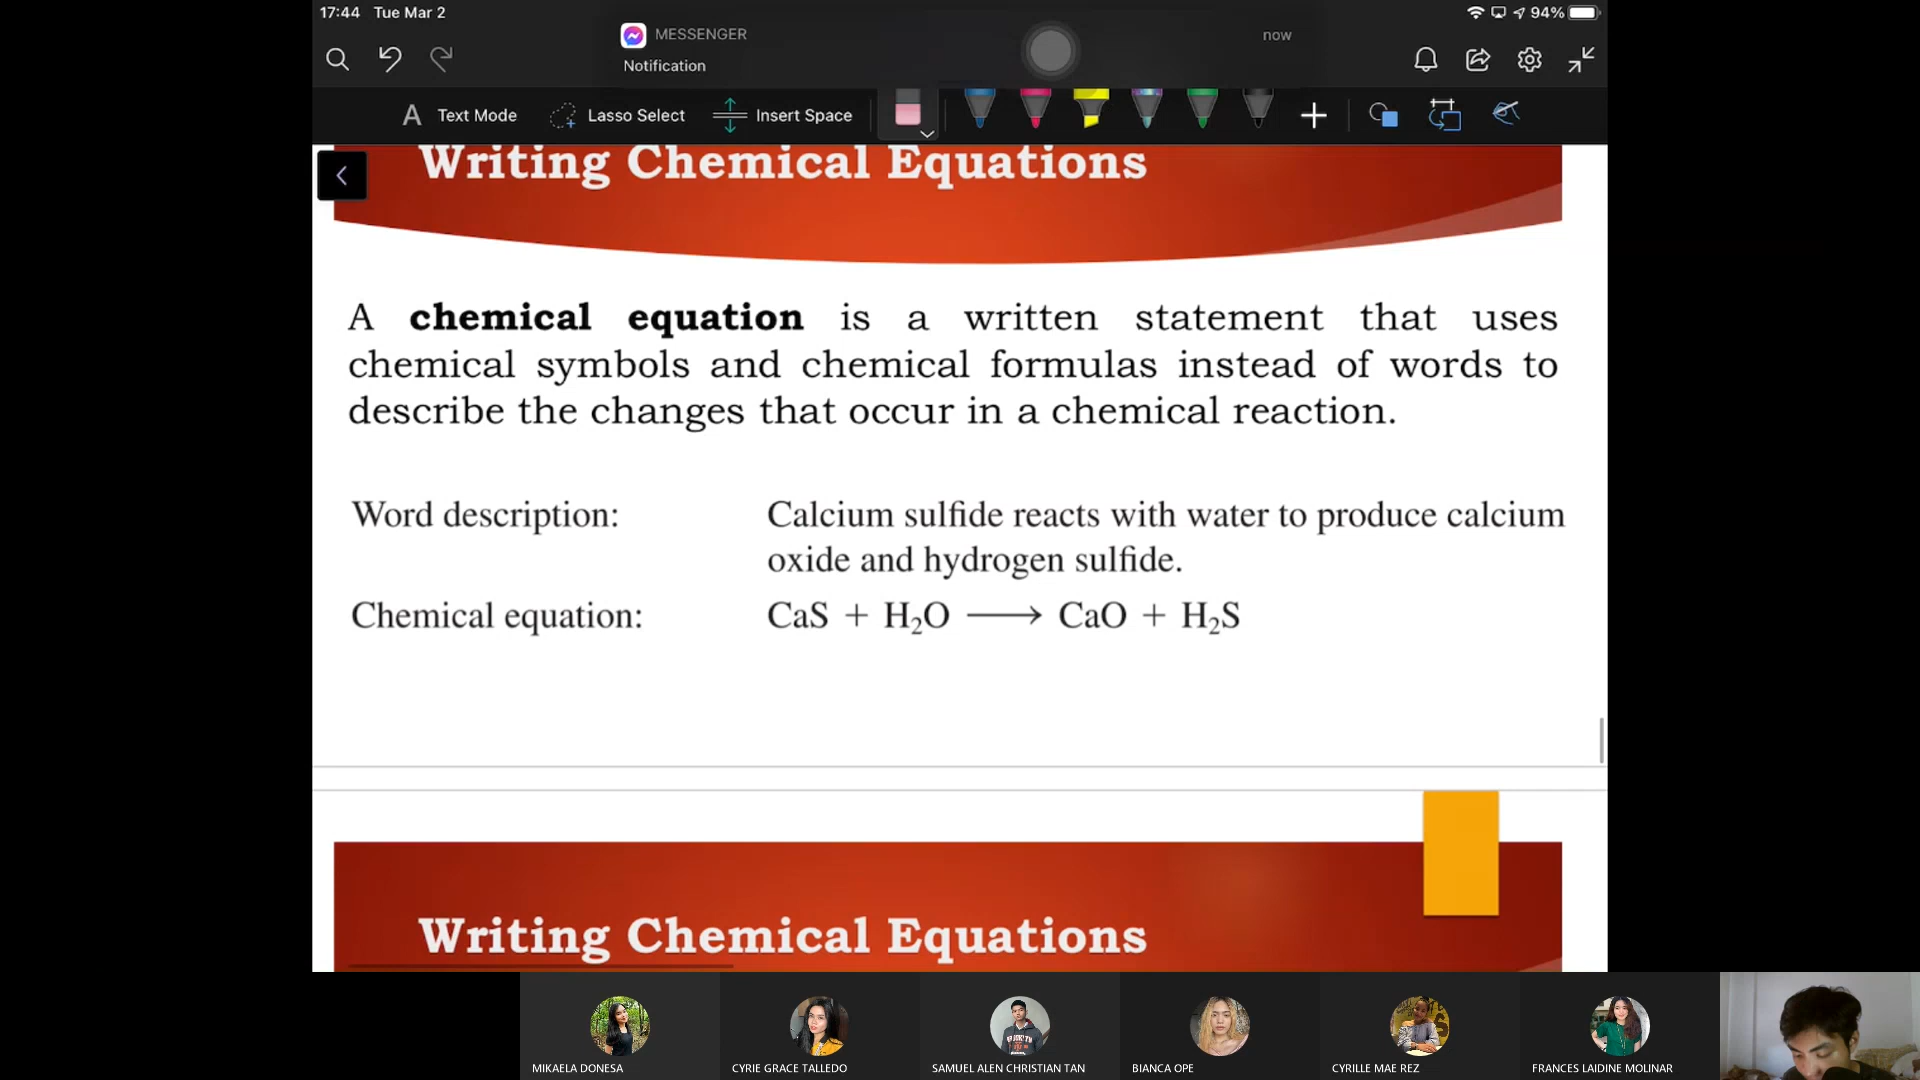 17:44 Tue Mar 2
94%
MESSENGER
now
Notification
A Text Mode
Lasso Select
Insert Space
Writing Chemical Equations
A chemical equation is a written statement that uses
chemical symbols and chemical formulas instead of words to
describe the changes that occur in a chemical reaction.
Word description: Calcium sulfide reacts with water to produce calcium
oxide and hydrogen sulfide.
Chemical equation: CaS + H₂O ⟶ CaO + H₂S
Writing Chemical Equations
MIKAELA DONESA
CYRIE GRACE TALLEDO
SAMUEL ALEN CHRISTIAN TAN
BIANCA OPE
CYRILLE MAE REZ
FRANCES LAIDINE MOLINAR